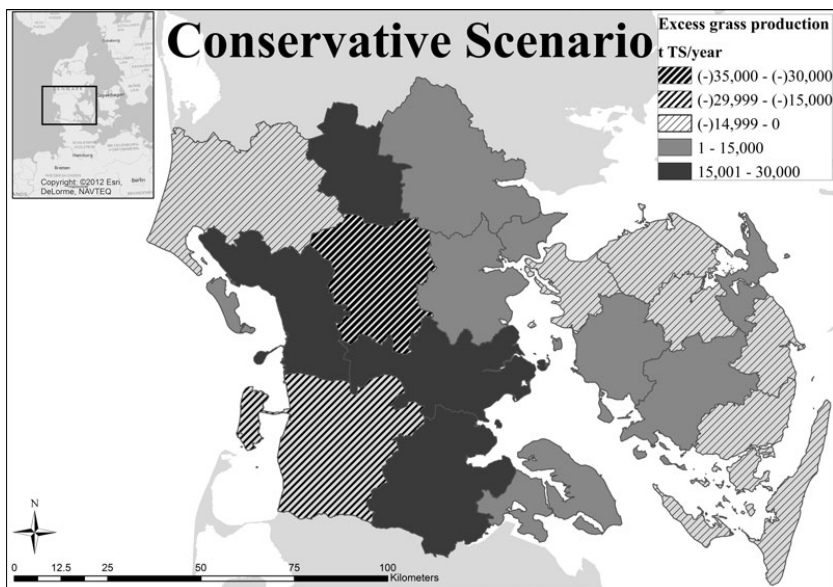 Conservative Scenario
Excess grass production
t TS/year
(-)35,000 - (-)30,000
(-)29,999 - (-)15,000
(-)14,999 - 0
1 - 15,000
15,001 - 30,000
Hamburg
Berlin
Copyright: ©2012 Esri,
DeLorme, NAVTEQ
N
0 12.5 25 50 75 100
Kilometers